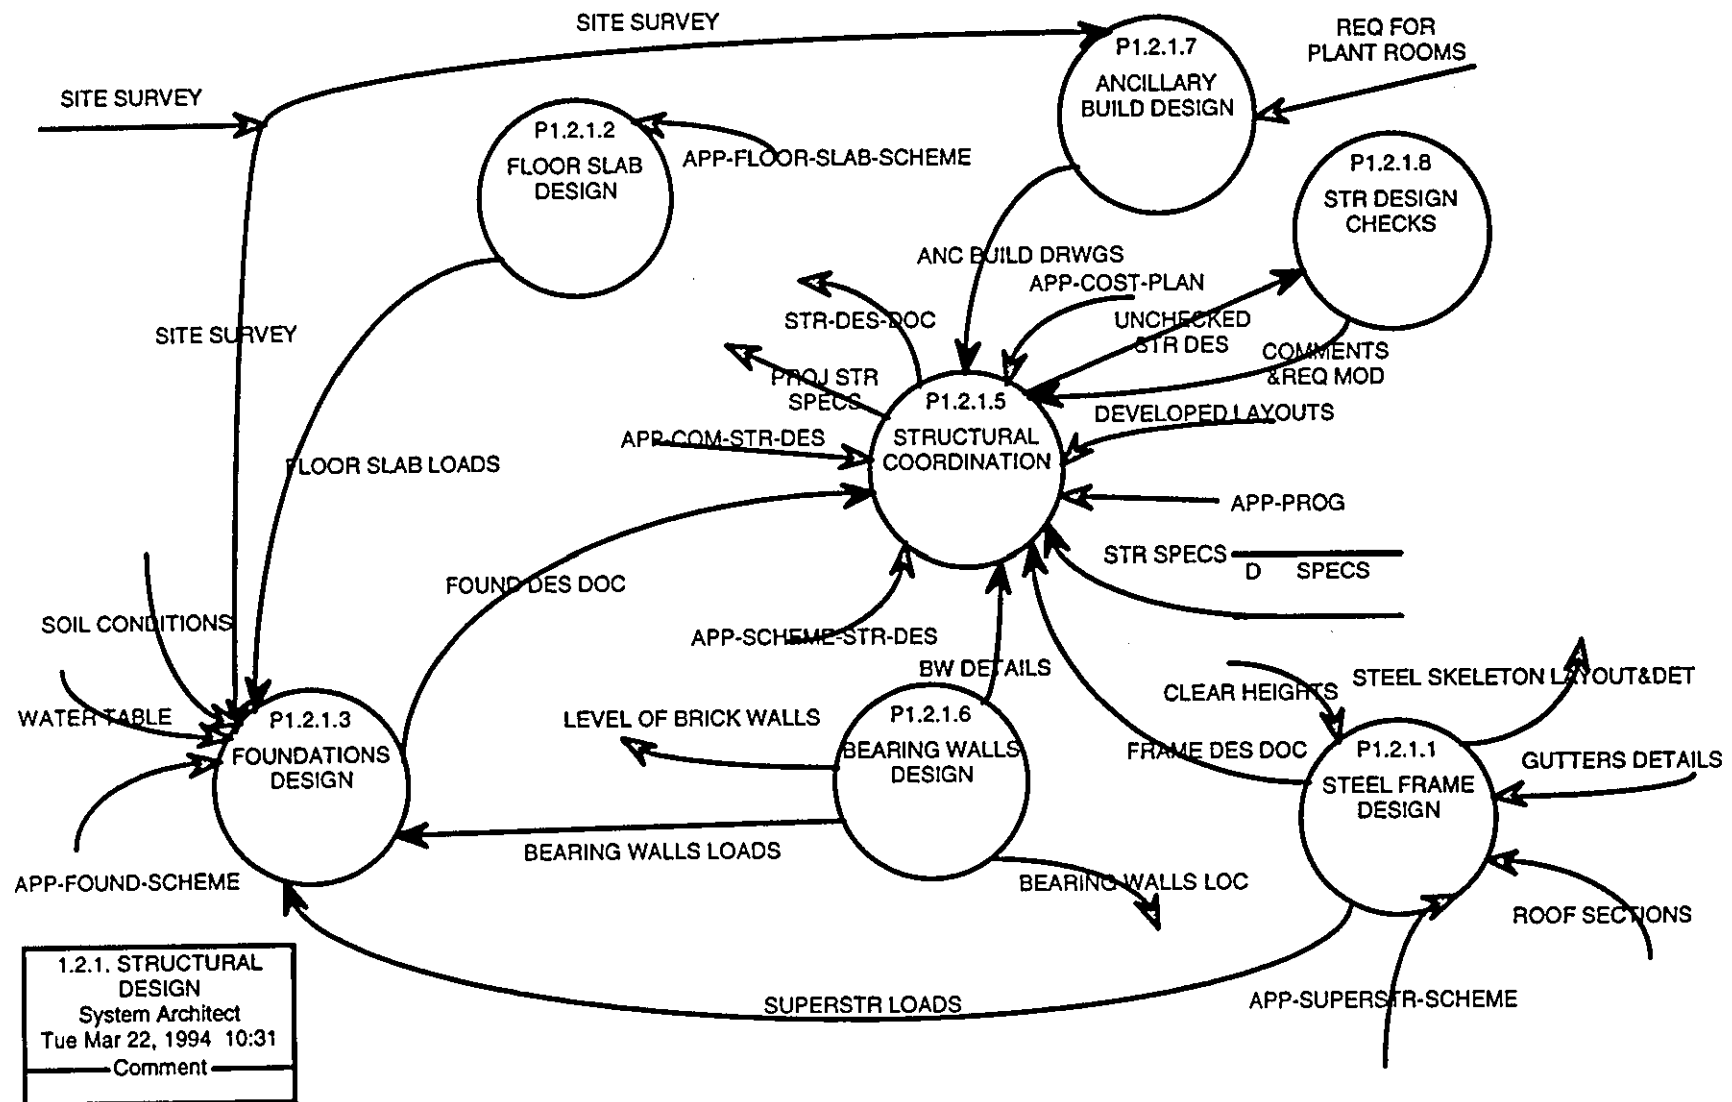 SITE SURVEY
REQ FOR
PLANT ROOMS
P1.2.1.7
ANCILLARY
BUILD DESIGN
SITE SURVEY
P1.2.1.2
FLOOR SLAB
DESIGN
APP-FLOOR-SLAB-SCHEME
P1.2.1.8
STR DESIGN
CHECKS
ANC BUILD DRWGS
APP-COST-PLAN
STR-DES-DOC
UNCHECKED
STR DES
SITE SURVEY
COMMENTS
&REQ MOD
PROJ STR
SPECS
P1.2.1.5
STRUCTURAL
COORDINATION
DEVELOPED LAYOUTS
APP-COM-STR-DES
FLOOR SLAB LOADS
APP-PROG
STR SPECS
D SPECS
FOUND DES DOC
SOIL CONDITIONS
APP-SCHEME-STR-DES
BW DETAILS
CLEAR HEIGHTS
STEEL SKELETON LAYOUT&DET
WATER TABLE
P1.2.1.3
FOUNDATIONS
DESIGN
LEVEL OF BRICK WALLS
P1.2.1.6
BEARING WALLS
DESIGN
FRAME DES DOC
P1.2.1.1
STEEL FRAME
DESIGN
GUTTERS DETAILS
BEARING WALLS LOADS
APP-FOUND-SCHEME
BEARING WALLS LOC
ROOF SECTIONS
SUPERSTR LOADS
APP-SUPERSTR-SCHEME
1.2.1. STRUCTURAL
DESIGN
System Architect
Tue Mar 22, 1994 10:31
Comment